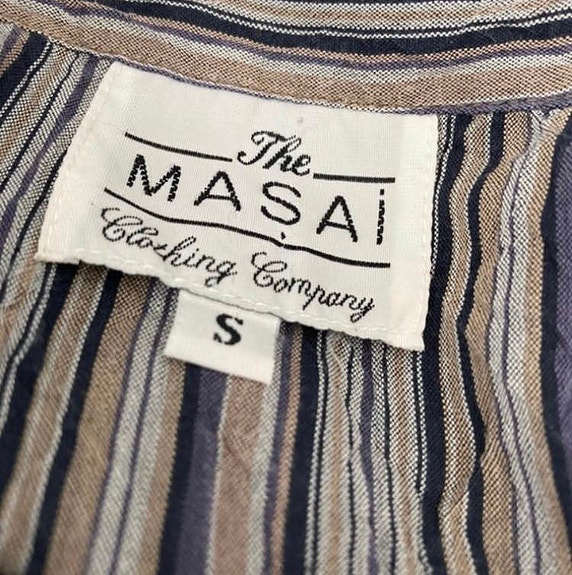 The
MASAI
Clothing Company
S